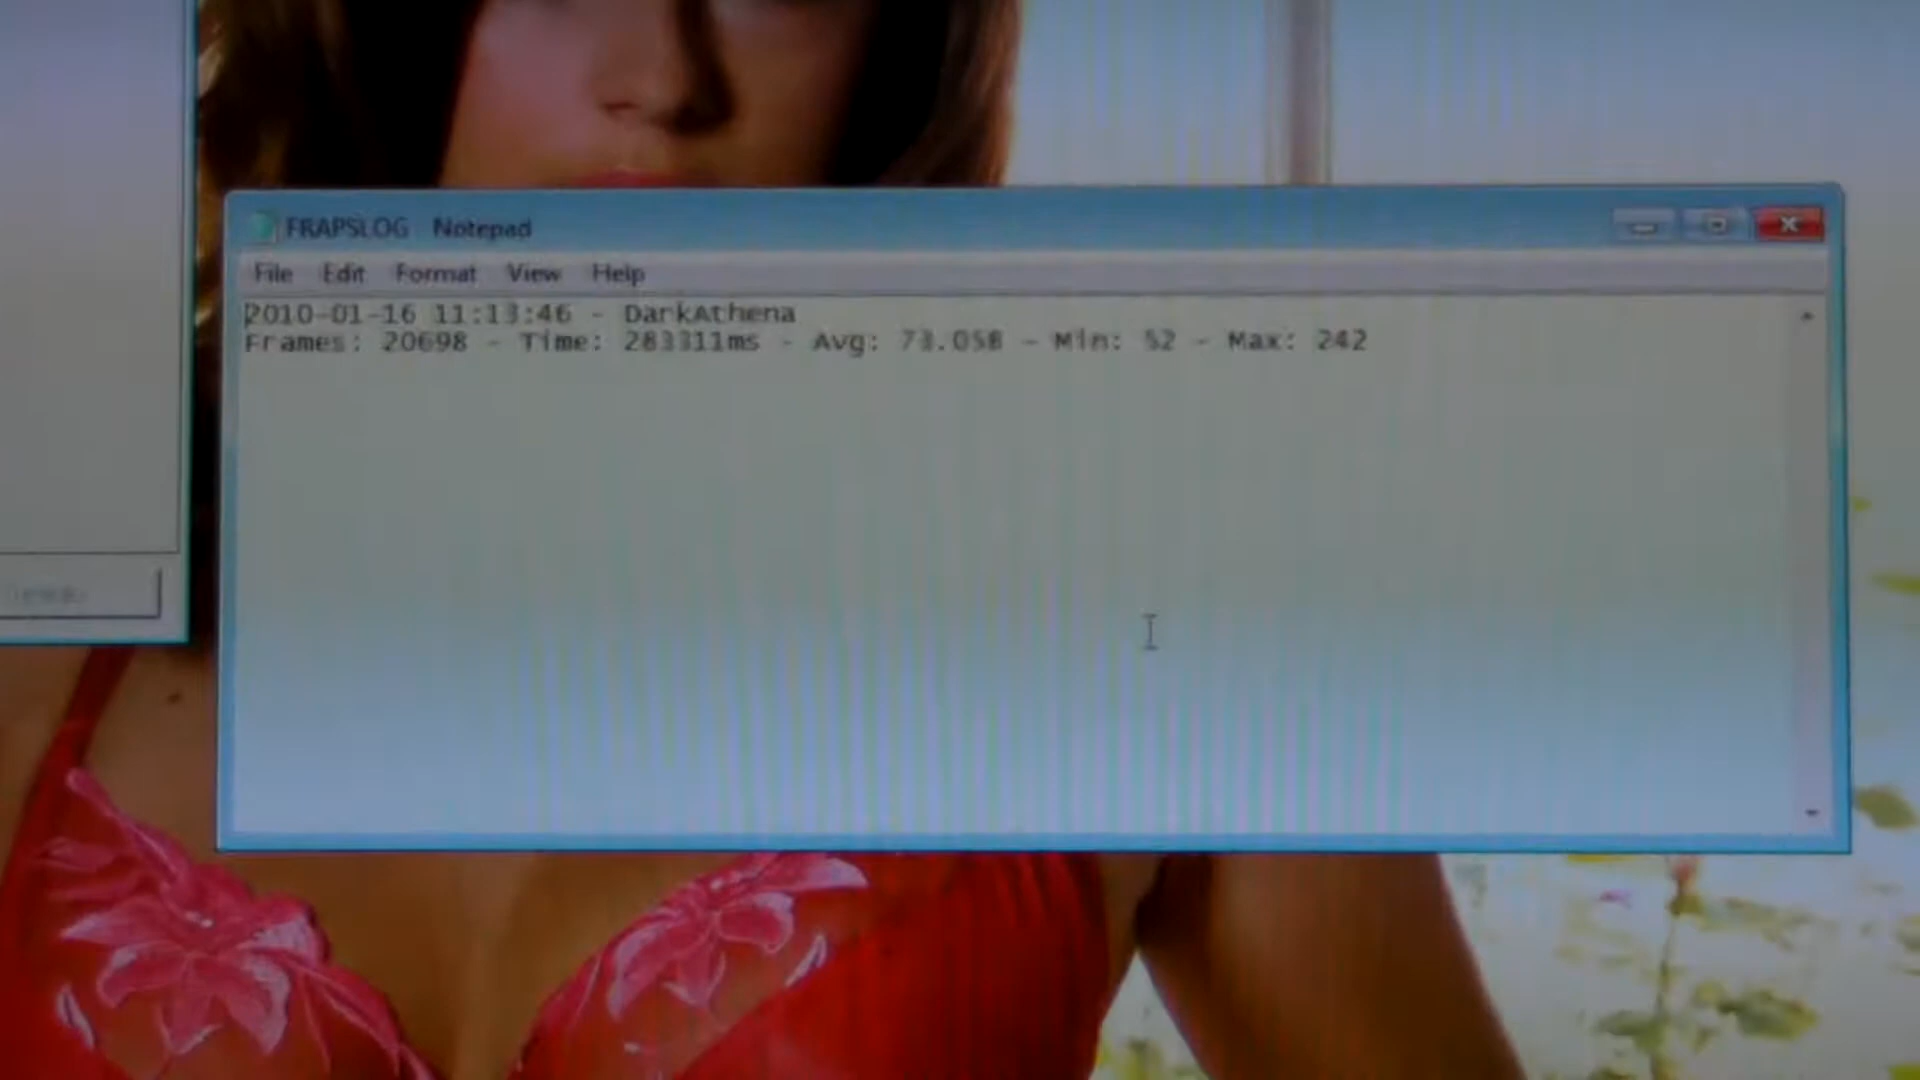 FRAPSLOG Notepad
File Edit Format View Help
2010-01-16 11:13:46 - DarkAthena
Frames: 20698 - Time: 283311ms - Avg: 73.058 - Min: 52 - Max: 242